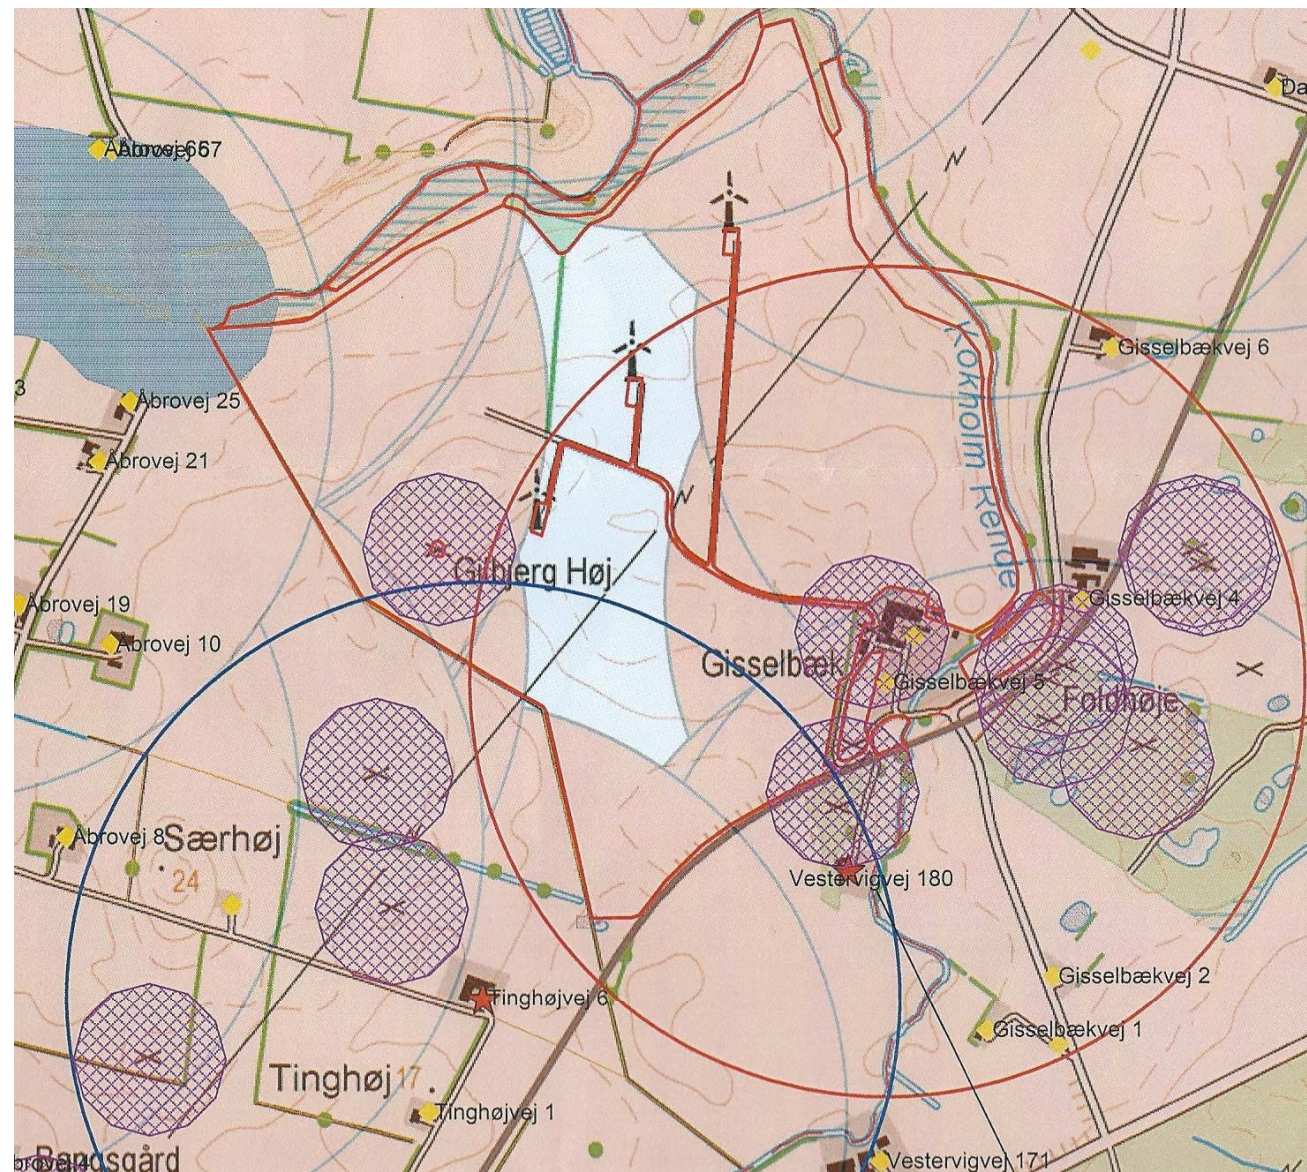 Da
Åbrovej 67
Gisselbækvej 6
Kokholm Rende
3
Åbrovej 25
Åbrovej 21
Gilbjerg Høj
Åbrovej 19
Gisselbækvej 4
Åbrovej 10
Gisselbæk
Gisselbækvej 5
Foldhøje
Åbrovej 8
Særhøj
24
Vestervigvej 180
Gisselbækvej 2
Tinghøjvej 6
Gisselbækvej 1
Tinghøj
17
Tinghøjvej 1
Bangsgård
Vestervigvej 171